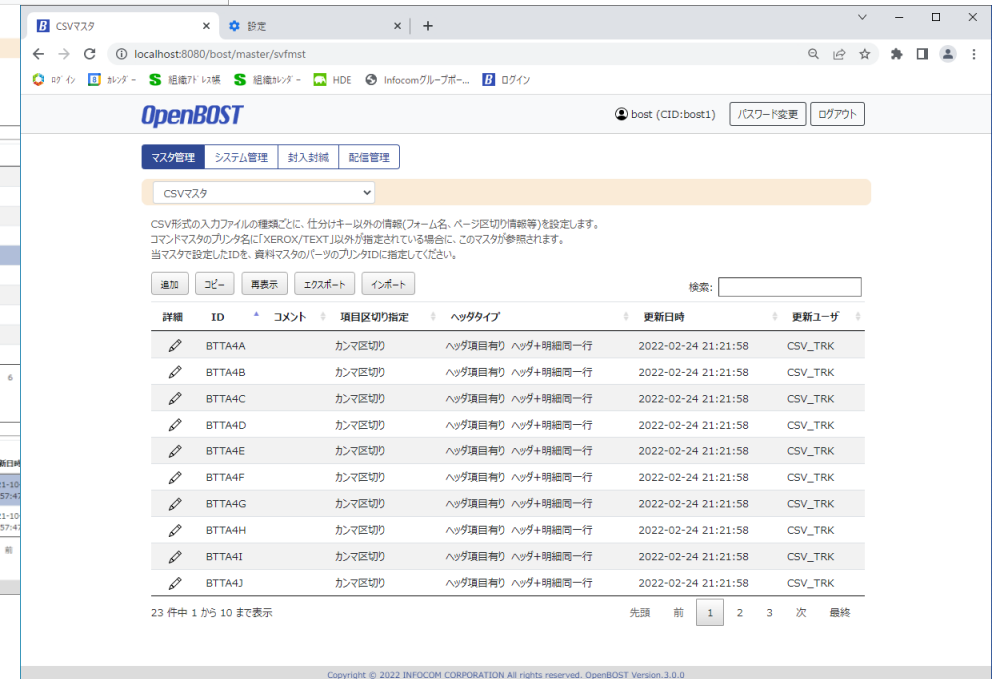 CSVマスタ
設定
localhost:8080/bost/master/svfmst
ログイン カレンダー 組織アドレス帳 組織カレンダー HDE Infocomグループポー... ログイン
OpenBOST
bost (CID:bost1) パスワード変更 ログアウト
マスタ管理 システム管理 封入封緘 配信管理
CSVマスタ
CSV形式の入力ファイルの種類ごとに、仕分けキー以外の情報(フォーム名、ページ区切り情報等)を設定します。
コマンドマスタのプリンタ名に「XEROX/TEXT」以外が指定されている場合に、このマスタが参照されます。
当マスタで設定したIDを、資料マスタのパーツのプリンタIDに指定してください。
追加 コピー 再表示 エクスポート インポート 検索:
詳細 ID コメント 項目区切り指定 ヘッダタイプ 更新日時 更新ユーザ
BTTA4A カンマ区切り ヘッダ項目有り ヘッダ+明細同一行 2022-02-24 21:21:58 CSV_TRK
BTTA4B カンマ区切り ヘッダ項目有り ヘッダ+明細同一行 2022-02-24 21:21:58 CSV_TRK
BTTA4C カンマ区切り ヘッダ項目有り ヘッダ+明細同一行 2022-02-24 21:21:58 CSV_TRK
BTTA4D カンマ区切り ヘッダ項目有り ヘッダ+明細同一行 2022-02-24 21:21:58 CSV_TRK
BTTA4E カンマ区切り ヘッダ項目有り ヘッダ+明細同一行 2022-02-24 21:21:58 CSV_TRK
BTTA4F カンマ区切り ヘッダ項目有り ヘッダ+明細同一行 2022-02-24 21:21:58 CSV_TRK
BTTA4G カンマ区切り ヘッダ項目有り ヘッダ+明細同一行 2022-02-24 21:21:58 CSV_TRK
BTTA4H カンマ区切り ヘッダ項目有り ヘッダ+明細同一行 2022-02-24 21:21:58 CSV_TRK
BTTA4I カンマ区切り ヘッダ項目有り ヘッダ+明細同一行 2022-02-24 21:21:58 CSV_TRK
BTTA4J カンマ区切り ヘッダ項目有り ヘッダ+明細同一行 2022-02-24 21:21:58 CSV_TRK
23 件中 1 から 10 まで表示 先頭 前 1 2 3 次 最終
Copyright © 2022 INFOCOM CORPORATION All rights reserved. OpenBOST Version.3.0.0
6
新日時
21-10
57:47
21-10
57:47
前